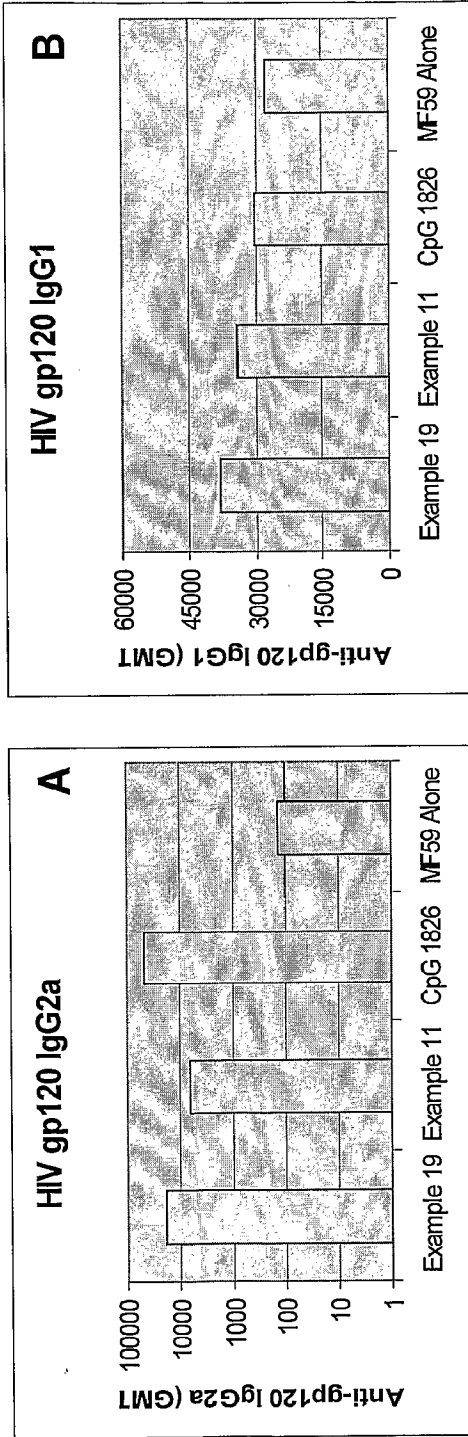 A
HIV gp120 IgG2a
Anti-gp120 IgG2a (GMT)
100000
10000
1000
100
10
1
Example 19 Example 11 CpG 1826 MF59 Alone
B
HIV gp120 IgG1
Anti-gp120 IgG1 (GMT)
60000
45000
30000
15000
0
Example 19 Example 11 CpG 1826 MF59 Alone